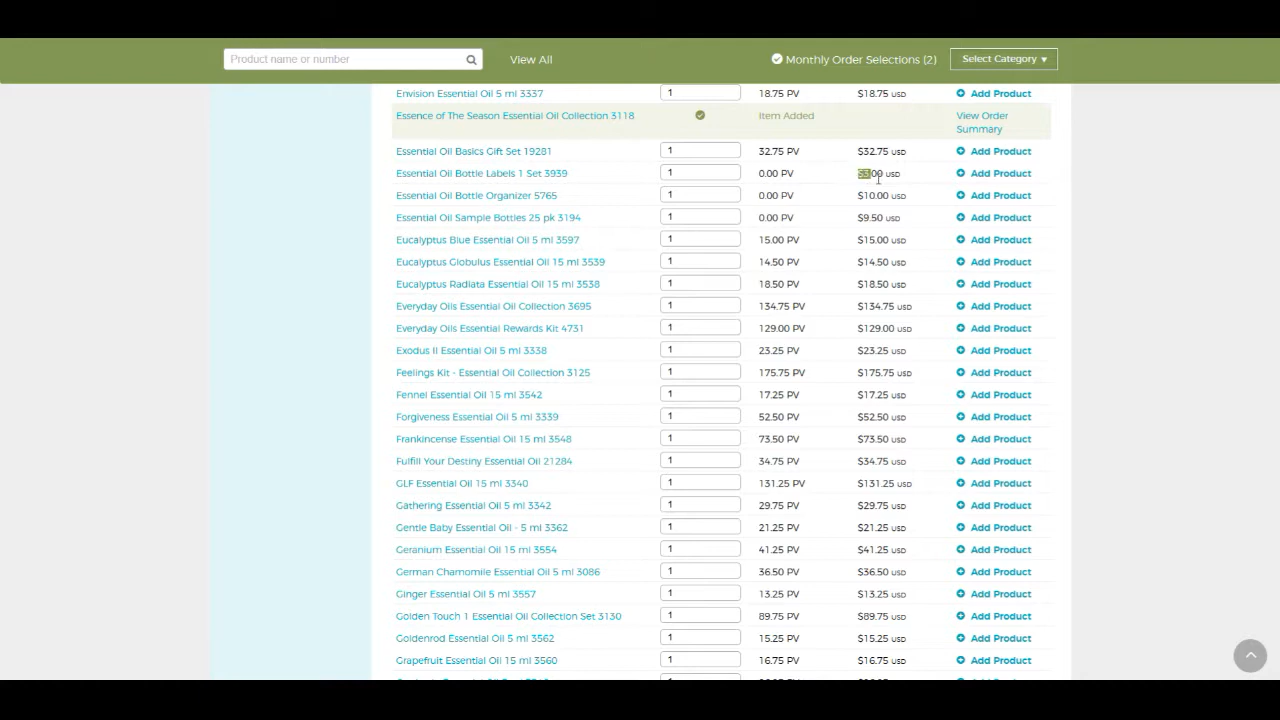 Product name or number
View All
Monthly Order Selections (2)
Select Category
Envision Essential Oil 5 ml 3337 1 18.75 PV $18.75 USD Add Product
Essence of The Season Essential Oil Collection 3118 Item Added View Order Summary
Essential Oil Basics Gift Set 19281 1 32.75 PV $32.75 USD Add Product
Essential Oil Bottle Labels 1 Set 3939 1 0.00 PV $3.00 USD Add Product
Essential Oil Bottle Organizer 5765 1 0.00 PV $10.00 USD Add Product
Essential Oil Sample Bottles 25 pk 3194 1 0.00 PV $9.50 USD Add Product
Eucalyptus Blue Essential Oil 5 ml 3597 1 15.00 PV $15.00 USD Add Product
Eucalyptus Globulus Essential Oil 15 ml 3539 1 14.50 PV $14.50 USD Add Product
Eucalyptus Radiata Essential Oil 15 ml 3538 1 18.50 PV $18.50 USD Add Product
Everyday Oils Essential Oil Collection 3695 1 134.75 PV $134.75 USD Add Product
Everyday Oils Essential Rewards Kit 4731 1 129.00 PV $129.00 USD Add Product
Exodus II Essential Oil 5 ml 3338 1 23.25 PV $23.25 USD Add Product
Feelings Kit - Essential Oil Collection 3125 1 175.75 PV $175.75 USD Add Product
Fennel Essential Oil 15 ml 3542 1 17.25 PV $17.25 USD Add Product
Forgiveness Essential Oil 5 ml 3339 1 52.50 PV $52.50 USD Add Product
Frankincense Essential Oil 15 ml 3548 1 73.50 PV $73.50 USD Add Product
Fulfill Your Destiny Essential Oil 21284 1 34.75 PV $34.75 USD Add Product
GLF Essential Oil 15 ml 3340 1 131.25 PV $131.25 USD Add Product
Gathering Essential Oil 5 ml 3342 1 29.75 PV $29.75 USD Add Product
Gentle Baby Essential Oil - 5 ml 3362 1 21.25 PV $21.25 USD Add Product
Geranium Essential Oil 15 ml 3554 1 41.25 PV $41.25 USD Add Product
German Chamomile Essential Oil 5 ml 3086 1 36.50 PV $36.50 USD Add Product
Ginger Essential Oil 5 ml 3557 1 13.25 PV $13.25 USD Add Product
Golden Touch 1 Essential Oil Collection Set 3130 1 89.75 PV $89.75 USD Add Product
Goldenrod Essential Oil 5 ml 3562 1 15.25 PV $15.25 USD Add Product
Grapefruit Essential Oil 15 ml 3560 1 16.75 PV $16.75 USD Add Product